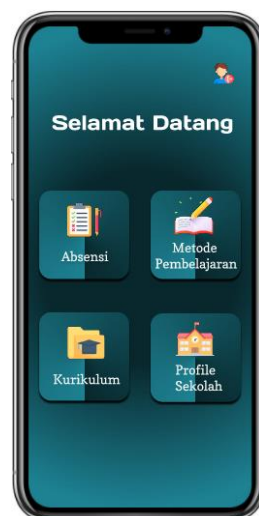 Selamat Datang
Absensi
Metode
Pembelajaran
Kurikulum
Profile
Sekolah